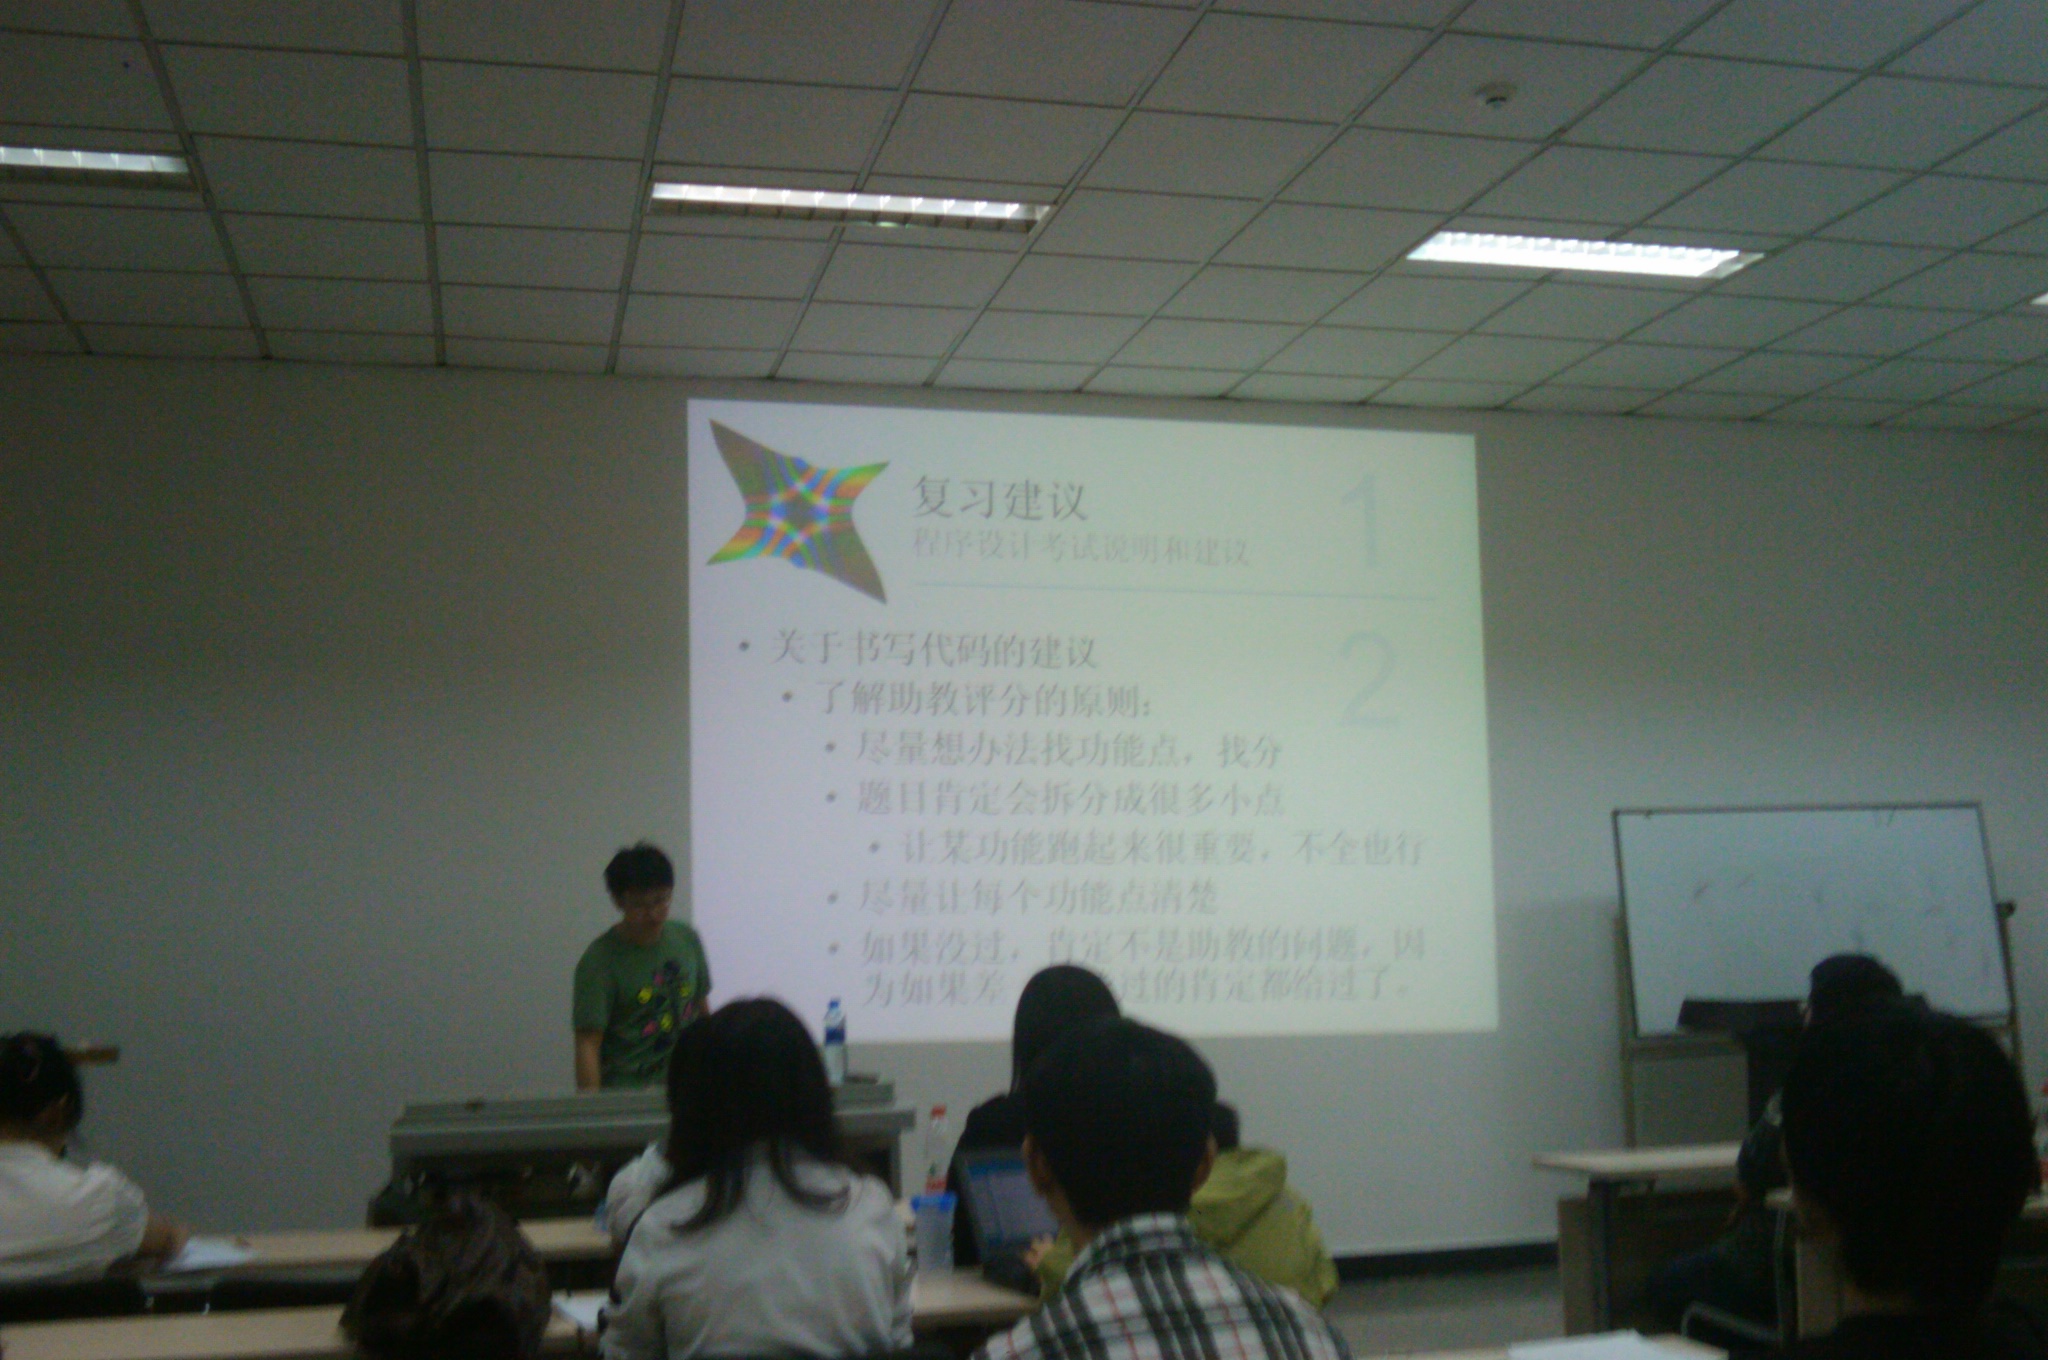 复习建议
1
程序设计考试说明和建议
2
• 关于书写代码的建议
• 了解助教评分的原则：
• 尽量想办法找功能点，找分
• 题目肯定会拆分成很多小点
• 让某功能跑起来很重要，不全也行
• 尽量让每个功能点清楚
• 如果没过，肯定不是助教的问题，因
为如果差 过的肯定都给过了。